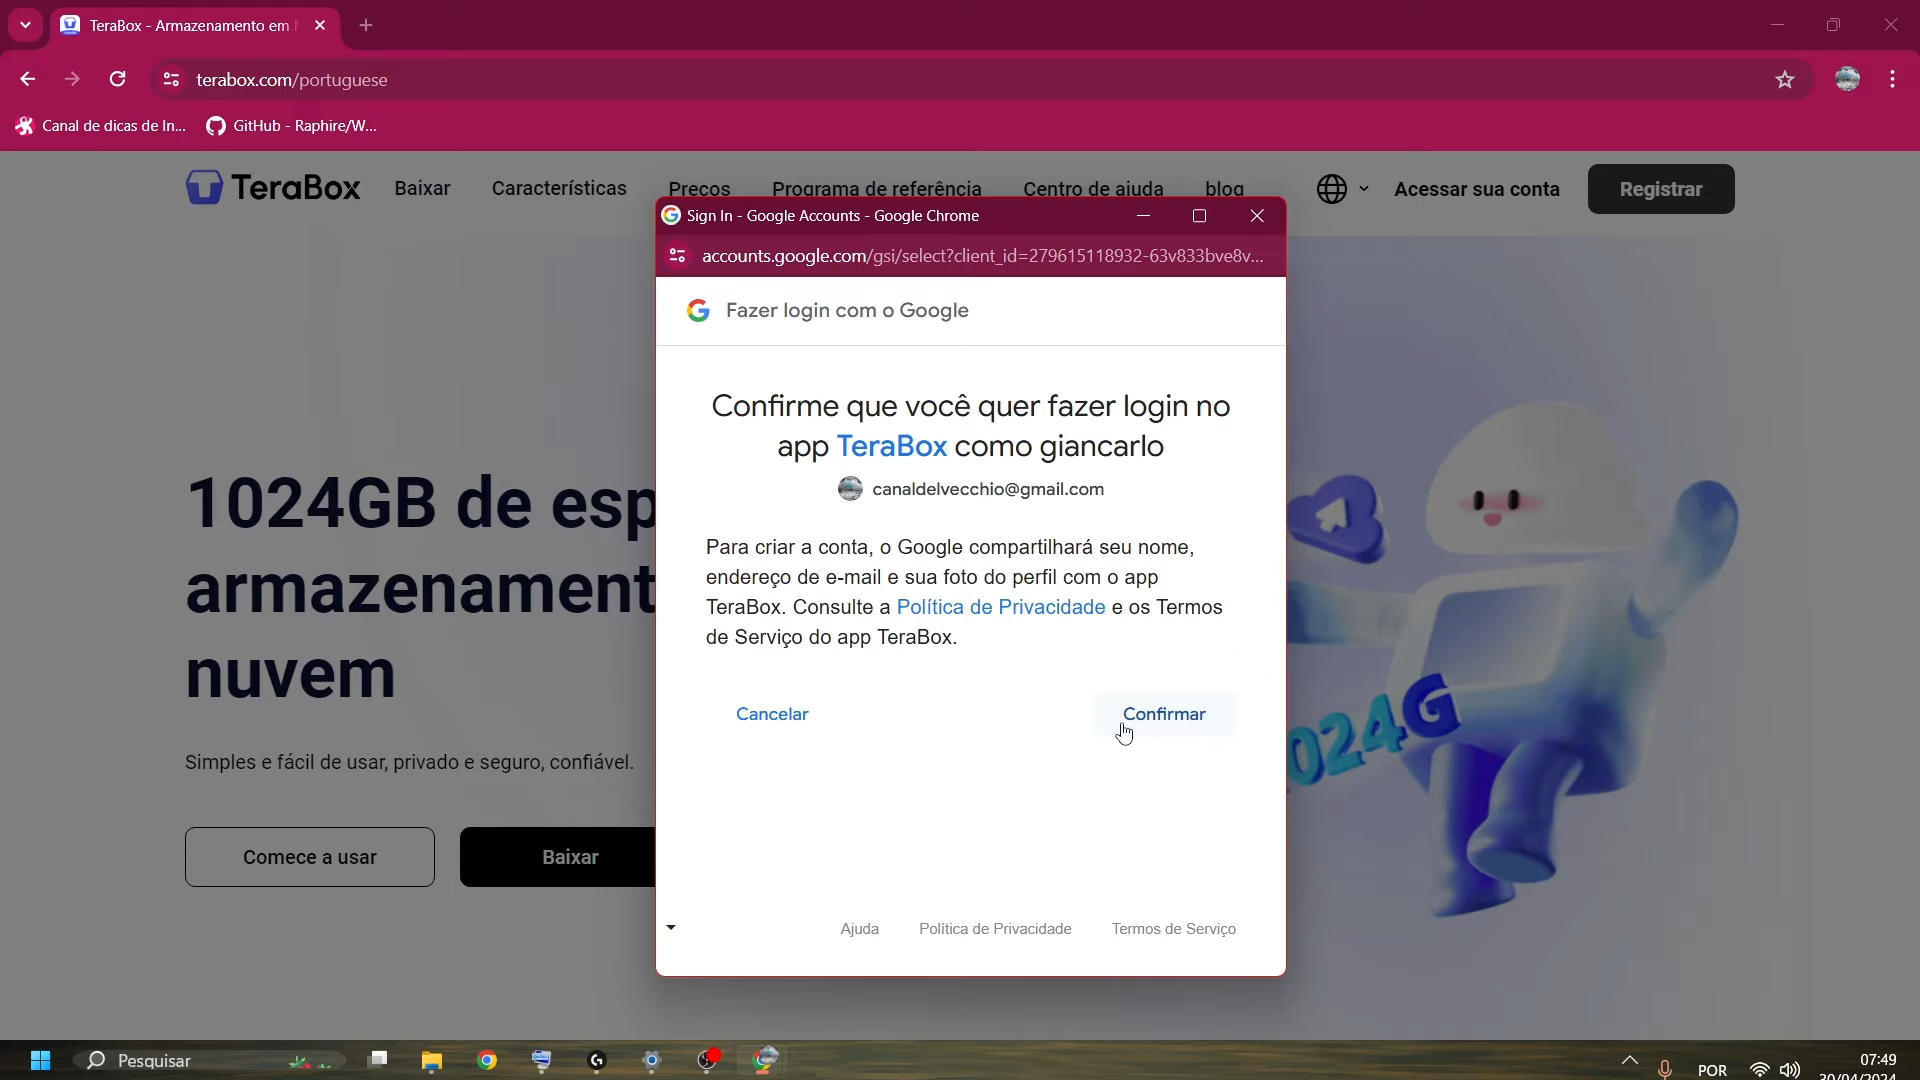 TeraBox - Armazenamento em
terabox.com/portuguese
Canal de dicas de In...
GitHub - Raphire/W...
TeraBox
Baixar
Características
Preços
Programa de referência
Centro de ajuda
blog
Acessar sua conta
Registrar
Sign In - Google Accounts - Google Chrome
accounts.google.com/gsi/select?client_id=279615118932-63v833bve8v...
Fazer login com o Google
Confirme que você quer fazer login no
app TeraBox como giancarlo
canaldelvecchio@gmail.com
Para criar a conta, o Google compartilhará seu nome,
endereço de e-mail e sua foto do perfil com o app
TeraBox. Consulte a Política de Privacidade e os Termos
de Serviço do app TeraBox.
Cancelar
Confirmar
Ajuda
Política de Privacidade
Termos de Serviço
1024GB de esp
armazenament
nuvem
Simples e fácil de usar, privado e seguro, confiável.
Comece a usar
Baixar
1024G
Pesquisar
POR
07:49
30/04/2024